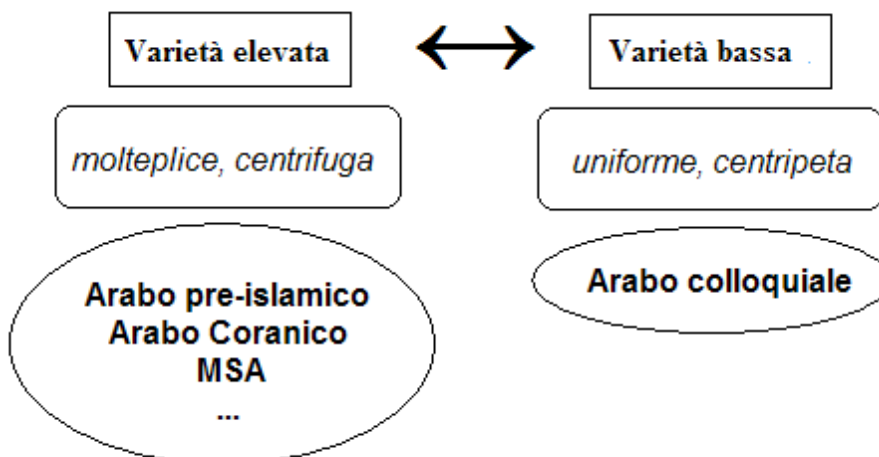 Varietà elevata
Varietà bassa
molteplice, centrifuga
uniforme, centripeta
Arabo pre-islamico
Arabo Coranico
MSA
...
Arabo colloquiale